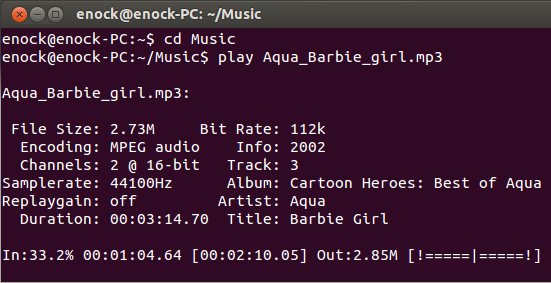 enock@enock-PC: ~/Music
enock@enock-PC:~$ cd Music
enock@enock-PC:~/Music$ play Aqua_Barbie_girl.mp3
Aqua_Barbie_girl.mp3:
File Size: 2.73M     Bit Rate: 112k
Encoding: MPEG audio    Info: 2002
Channels: 2 @ 16-bit   Track: 3
Samplerate: 44100Hz      Album: Cartoon Heroes: Best of Aqua
Replaygain: off         Artist: Aqua
Duration: 00:03:14.70  Title: Barbie Girl
In:33.2% 00:01:04.64 [00:02:10.05] Out:2.85M [!=====|=====!]